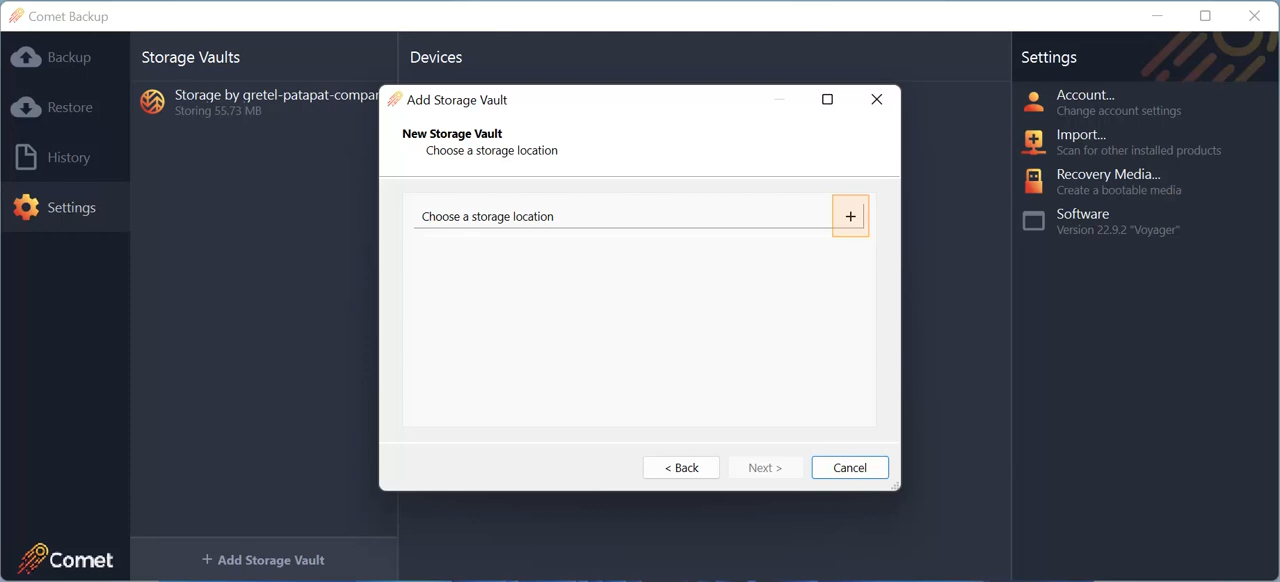 Comet Backup
Backup
Restore
History
Settings
Storage Vaults
Storage by gretel-patapat-compar
Storing 55.73 MB
+ Add Storage Vault
Devices
Add Storage Vault
New Storage Vault
Choose a storage location
Choose a storage location
+
< Back
Next >
Cancel
Settings
Account...
Change account settings
Import...
Scan for other installed products
Recovery Media...
Create a bootable media
Software
Version 22.9.2 "Voyager"
Comet